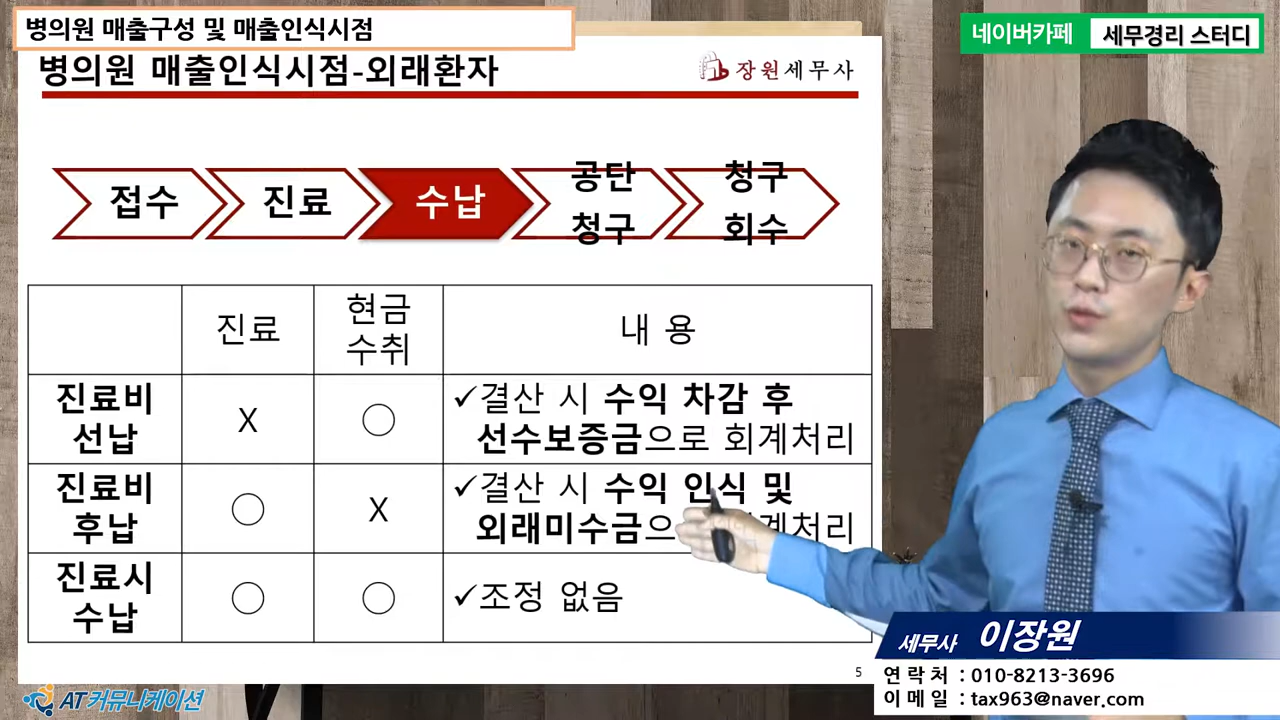 병의원 매출구성 및 매출인식시점
네이버카페 세무경리 스터디
병의원 매출인식시점-외래환자
장원세무사
접수
진료
수납
공단
청구
청구
회수
진료
현금
수취
내 용
진료비
선납
X
○
✓결산 시 수익 차감 후
선수보증금으로 회계처리
진료비
후납
○
X
✓결산 시 수익 인식 및
외래미수금으 계처리
진료시
수납
○
○
✓조정 없음
5
세무사 이장원
연 락 처 : 010-8213-3696
이 메 일 : tax963@naver.com
AT커뮤니케이션